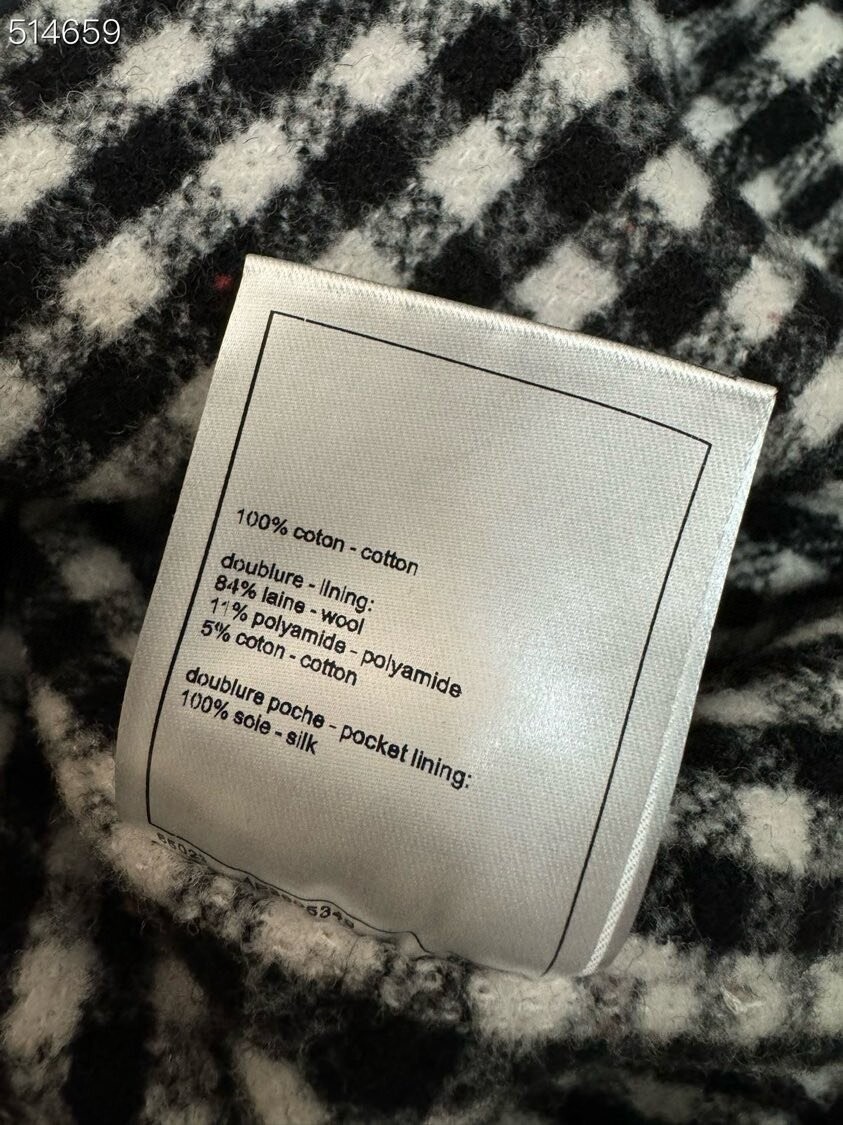 514659
100% coton - cotton
doublure - lining:
84% laine - wool
11% polyamide - polyamide
5% coton - cotton
doublure poche - pocket lining:
100% soie - silk